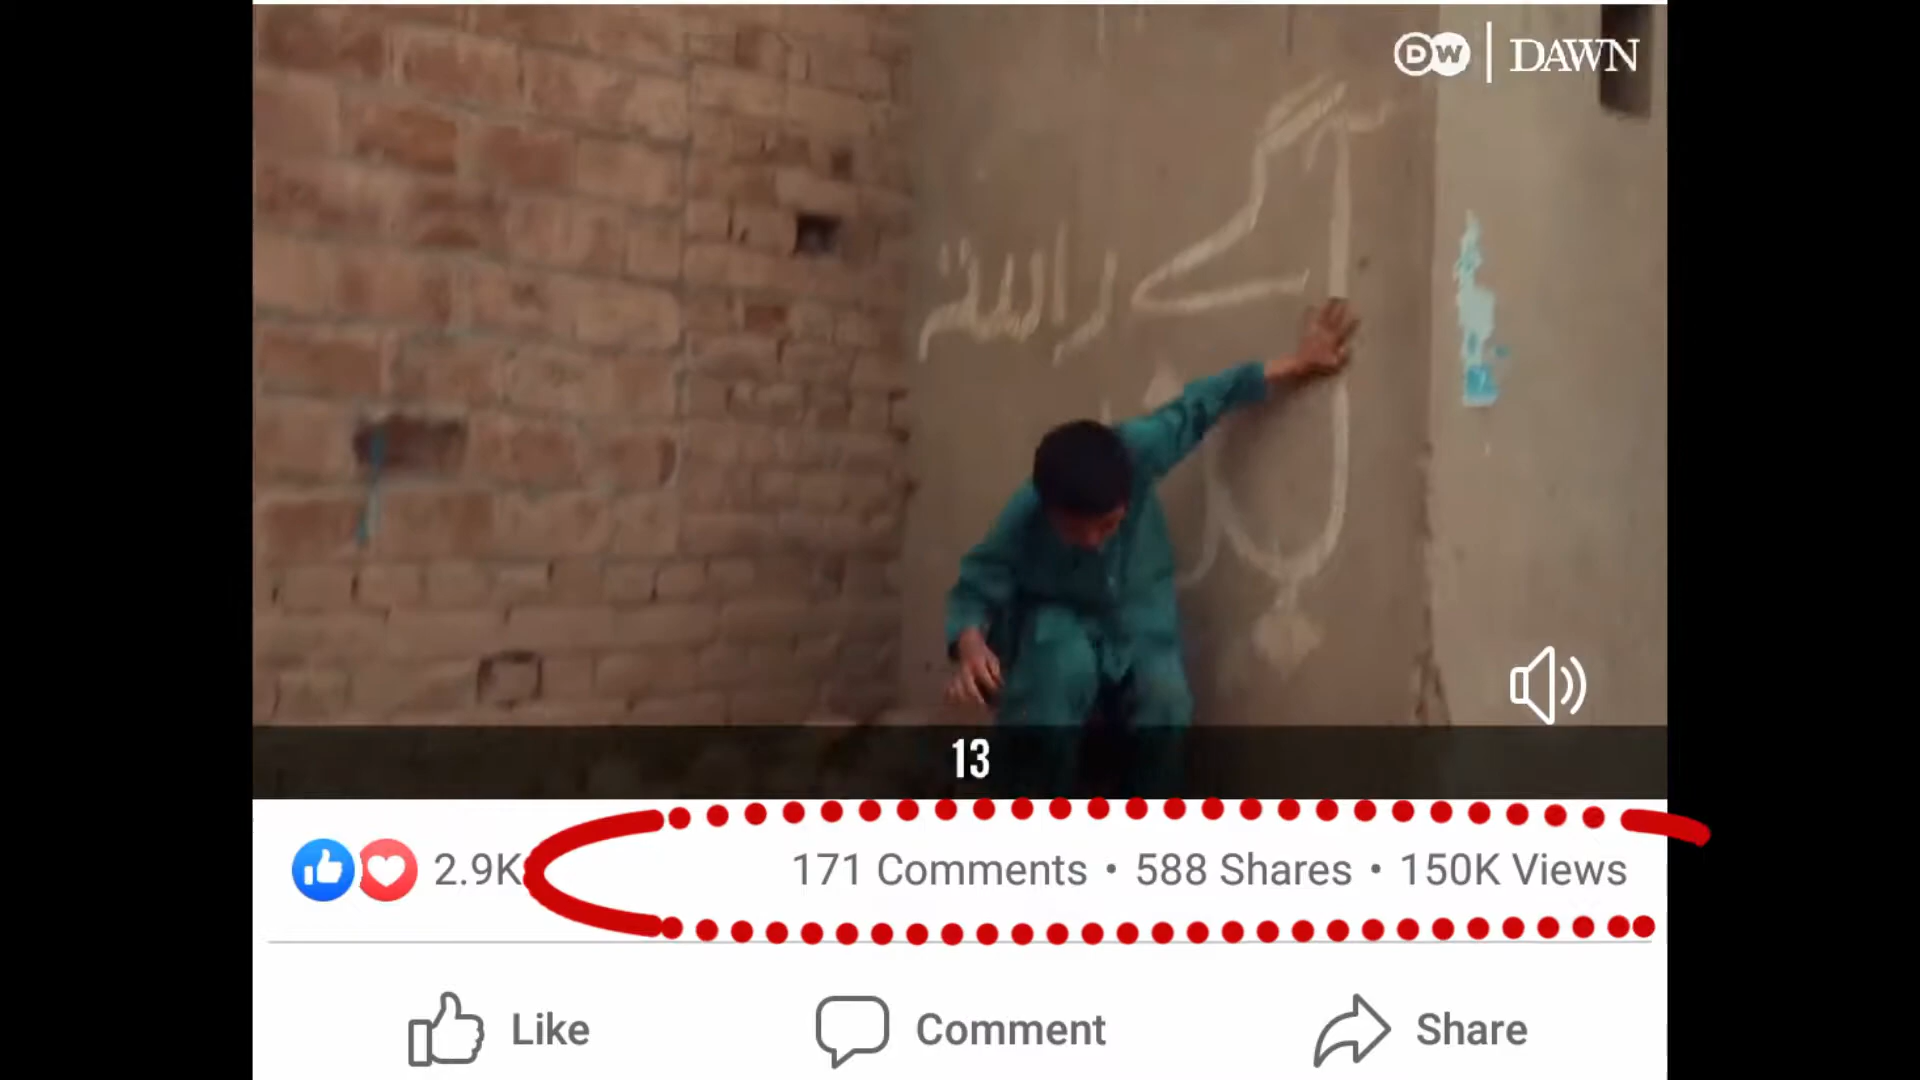 DW | DAWN
13
2.9K
171 Comments • 588 Shares • 150K Views
Like
Comment
Share